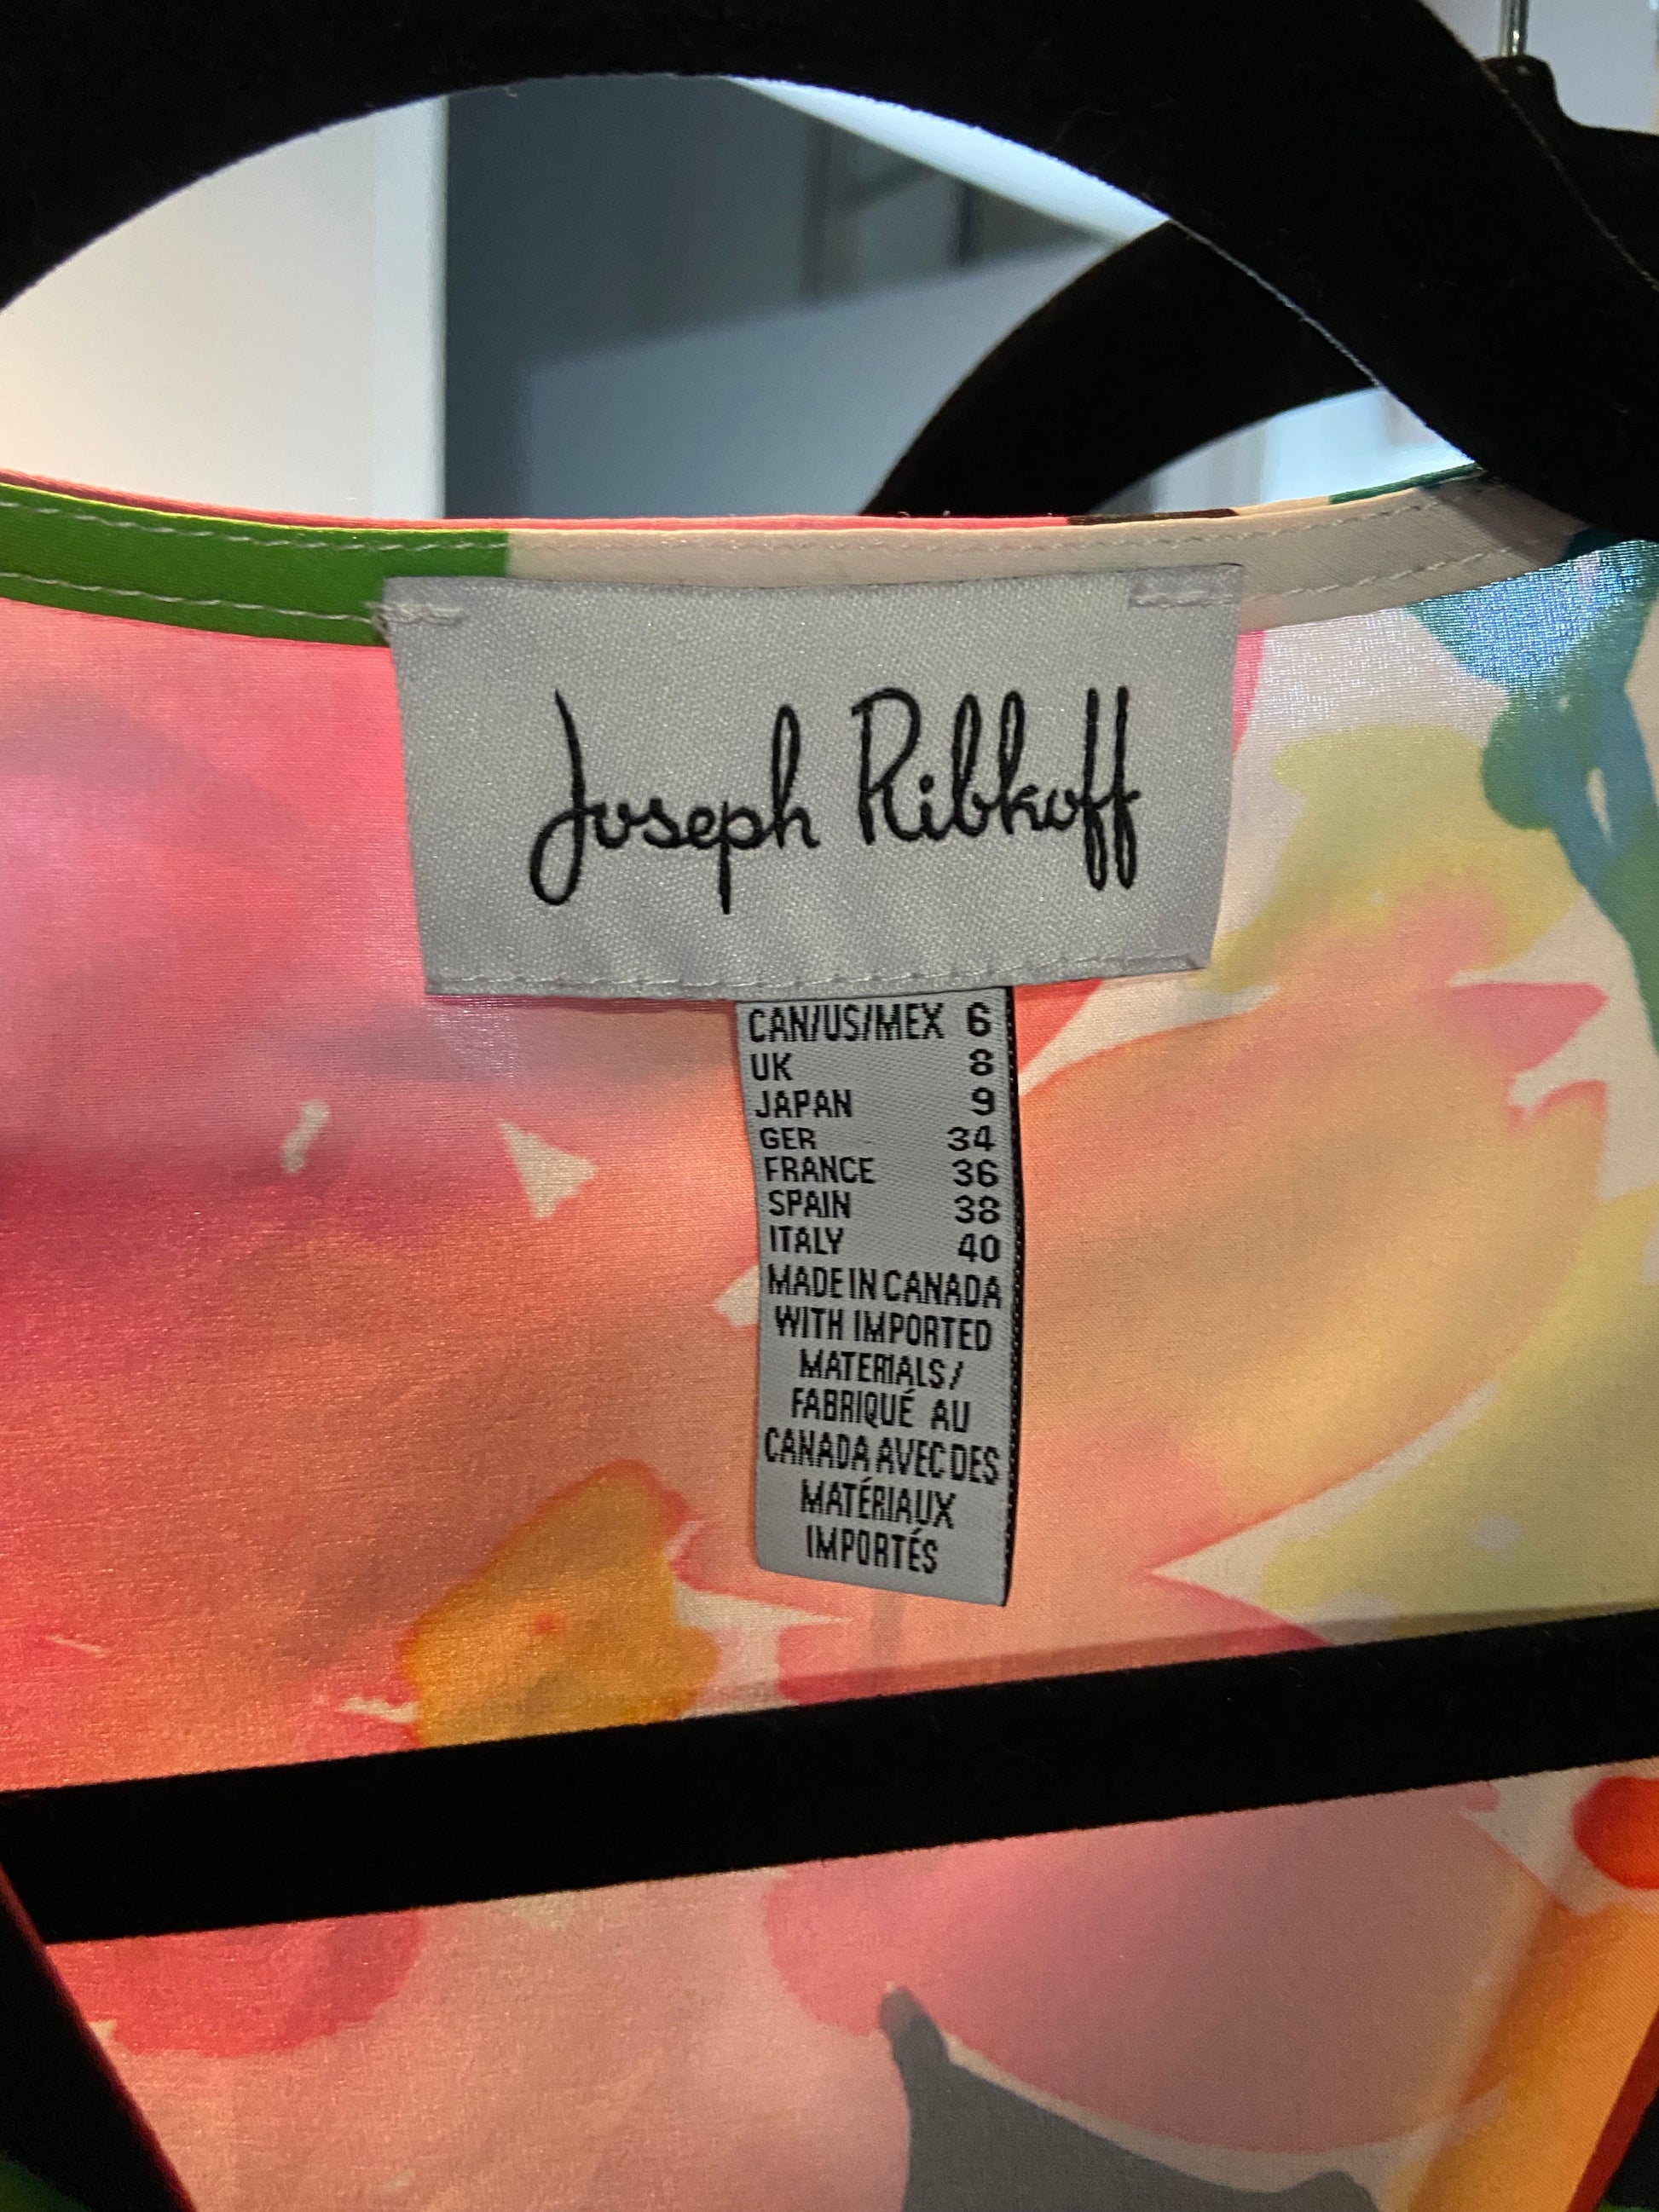 Joseph Ribkoff
CAN/US/MEX 6
UK 8
JAPAN 9
GER 34
FRANCE 36
SPAIN 38
ITALY 40
MADE IN CANADA
WITH IMPORTED
MATERIALS /
FABRIQUÉ AU
CANADA AVEC DES
MATÉRIAUX
IMPORTÉS